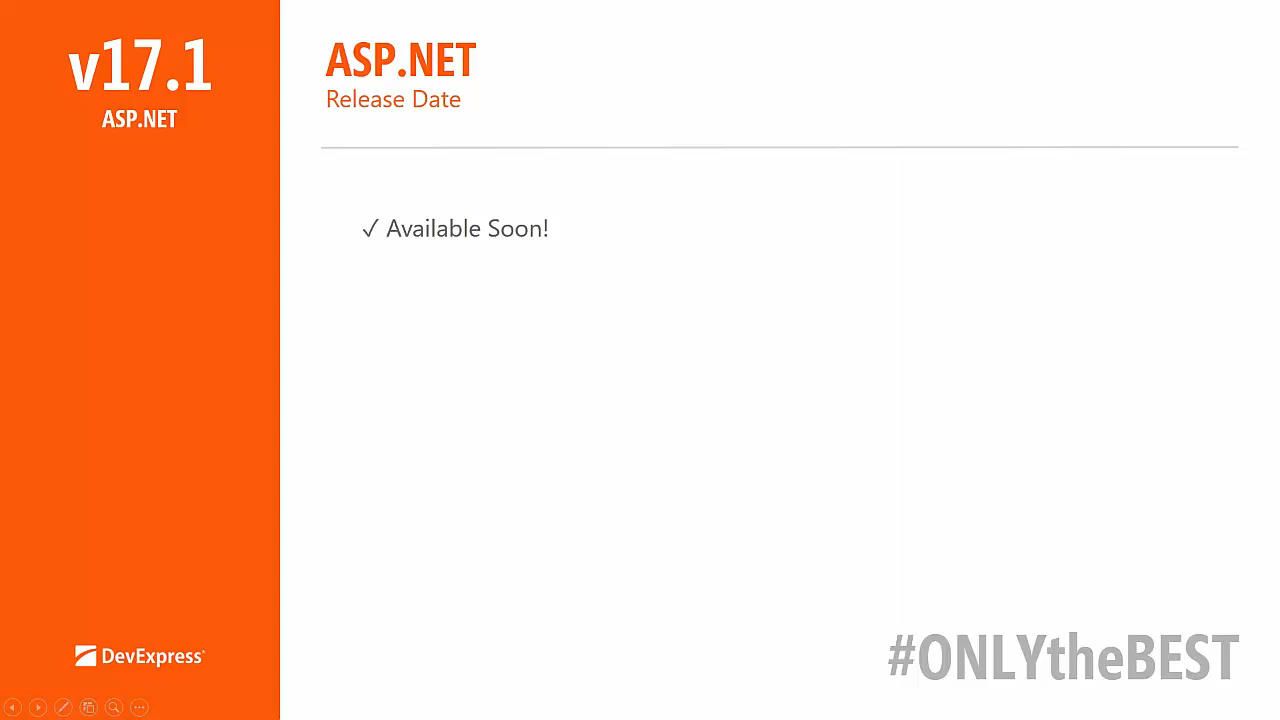 v17.1
ASP.NET
ASP.NET
Release Date
✓ Available Soon!
DevExpress
#ONLYtheBEST